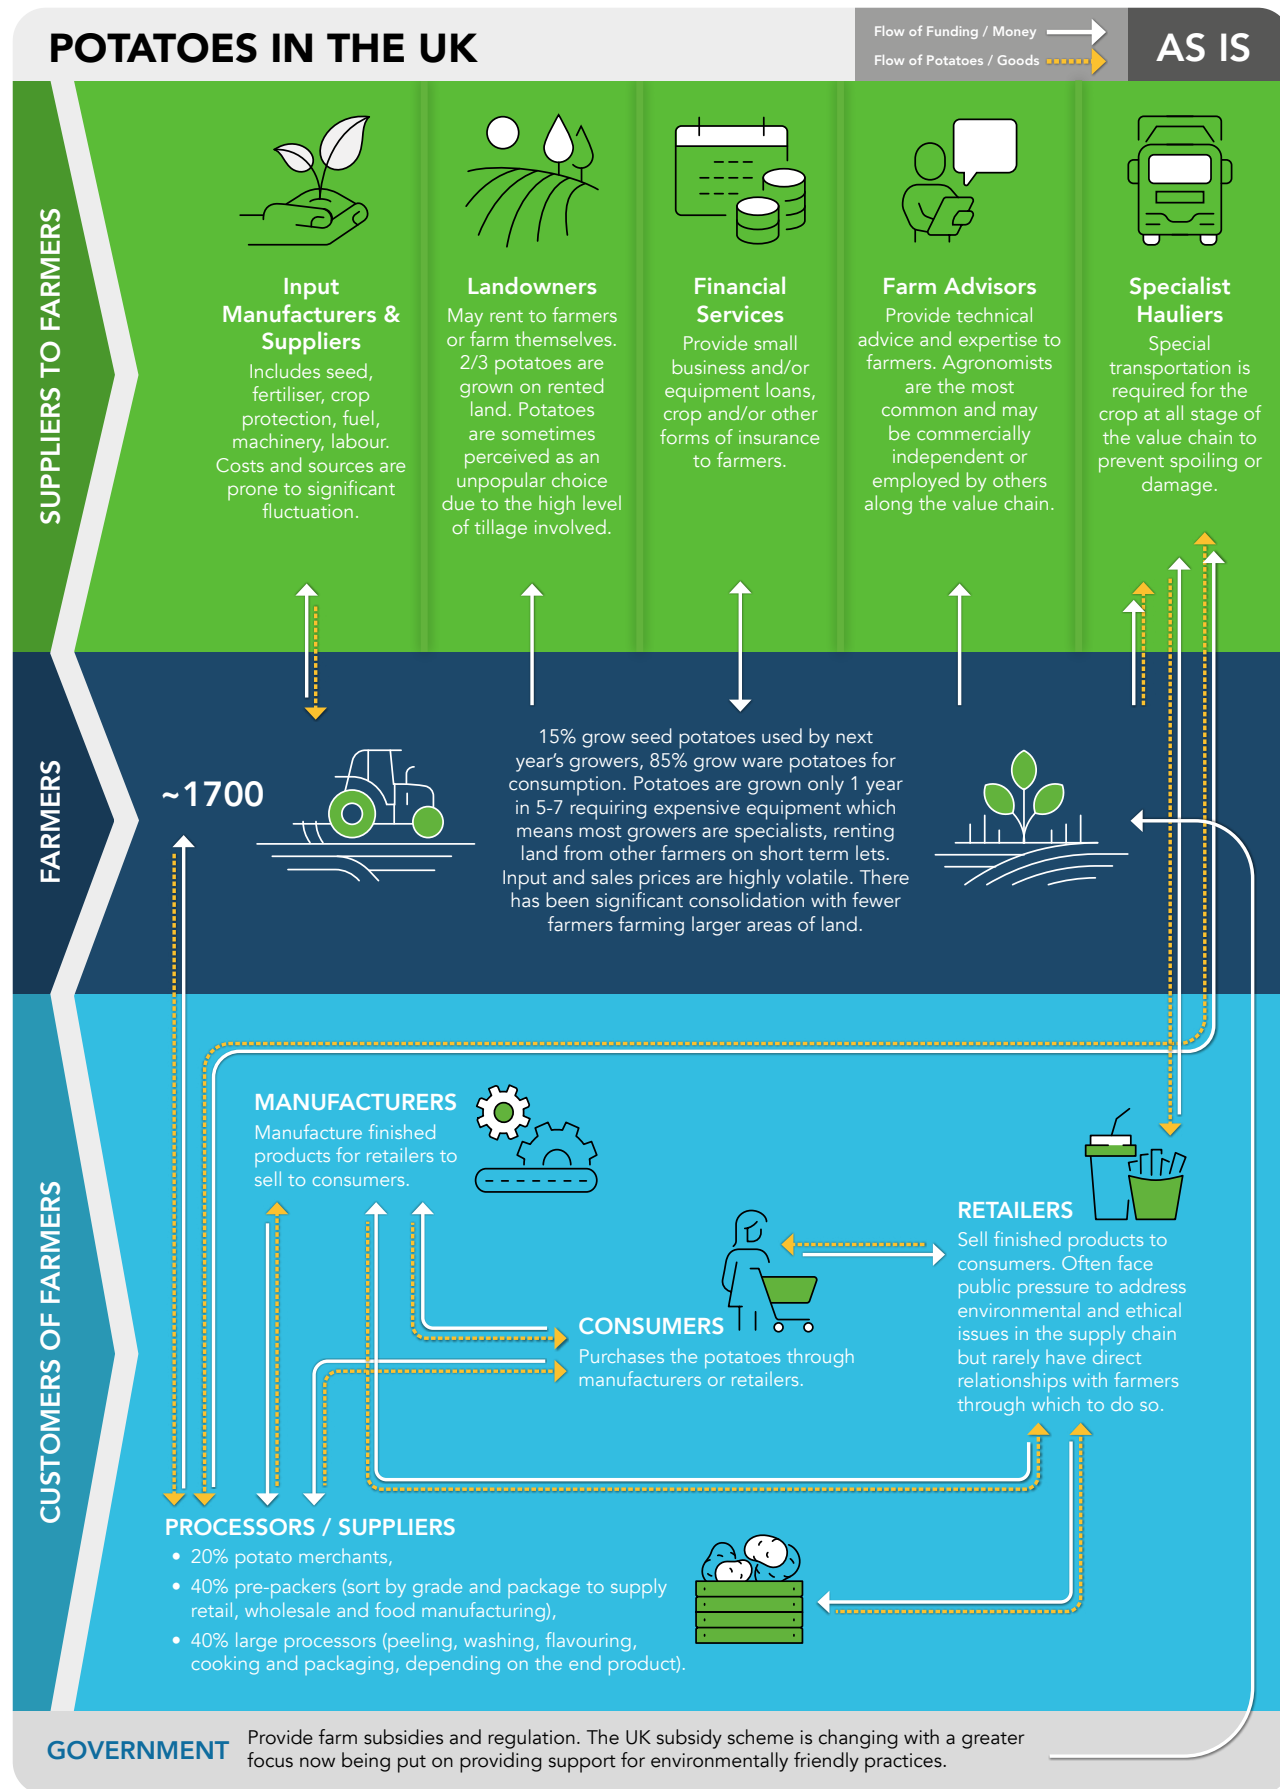 POTATOES IN THE UK
Flow of Funding / Money
Flow of Potatoes / Goods
AS IS
SUPPLIERS TO FARMERS
Input
Manufacturers &
Suppliers
Includes seed,
fertiliser, crop
protection, fuel,
machinery, labour.
Costs and sources are
prone to significant
fluctuation.
Landowners
May rent to farmers
or farm themselves.
2/3 potatoes are
grown on rented
land. Potatoes
are sometimes
perceived as an
unpopular choice
due to the high level
of tillage involved.
Financial
Services
Provide small
business and/or
equipment loans,
crop and/or other
forms of insurance
to farmers.
Farm Advisors
Provide technical
advice and expertise to
farmers. Agronomists
are the most
common and may
be commercially
independent or
employed by others
along the value chain.
Specialist
Hauliers
Special
transportation is
required for the
crop at all stage of
the value chain to
prevent spoiling or
damage.
FARMERS
~1700
15% grow seed potatoes used by next
year's growers, 85% grow ware potatoes for
consumption. Potatoes are grown only 1 year
in 5-7 requiring expensive equipment which
means most growers are specialists, renting
land from other farmers on short term lets.
Input and sales prices are highly volatile. There
has been significant consolidation with fewer
farmers farming larger areas of land.
CUSTOMERS OF FARMERS
MANUFACTURERS
Manufacture finished
products for retailers to
sell to consumers.
RETAILERS
Sell finished products to
consumers. Often face
public pressure to address
environmental and ethical
issues in the supply chain
but rarely have direct
relationships with farmers
through which to do so.
CONSUMERS
Purchases the potatoes through
manufacturers or retailers.
PROCESSORS / SUPPLIERS
• 20% potato merchants,
• 40% pre-packers (sort by grade and package to supply
retail, wholesale and food manufacturing),
• 40% large processors (peeling, washing, flavouring,
cooking and packaging, depending on the end product).
GOVERNMENT
Provide farm subsidies and regulation. The UK subsidy scheme is changing with a greater
focus now being put on providing support for environmentally friendly practices.